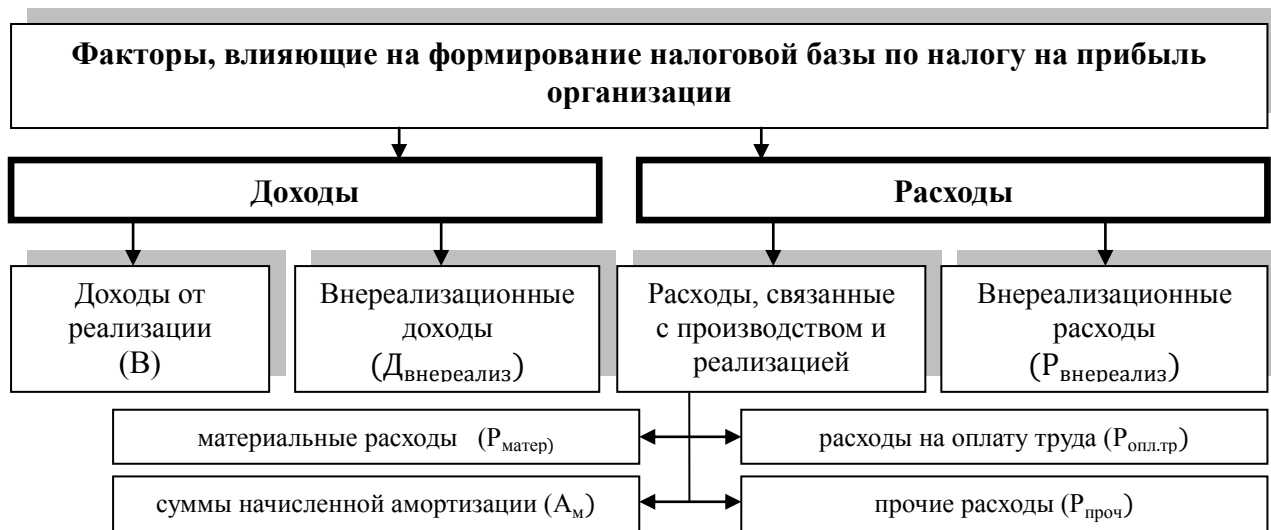 Факторы, влияющие на формирование налоговой базы по налогу на прибыль
организации
Доходы
Расходы
Доходы от
реализации
(В)
Внереализационные
доходы
(Двнереализ)
Расходы, связанные
с производством и
реализацией
Внереализационные
расходы
(Рвнереализ)
материальные расходы (Рматер)
расходы на оплату труда (Ропл.тр)
суммы начисленной амортизации (Ам)
прочие расходы (Рпроч)